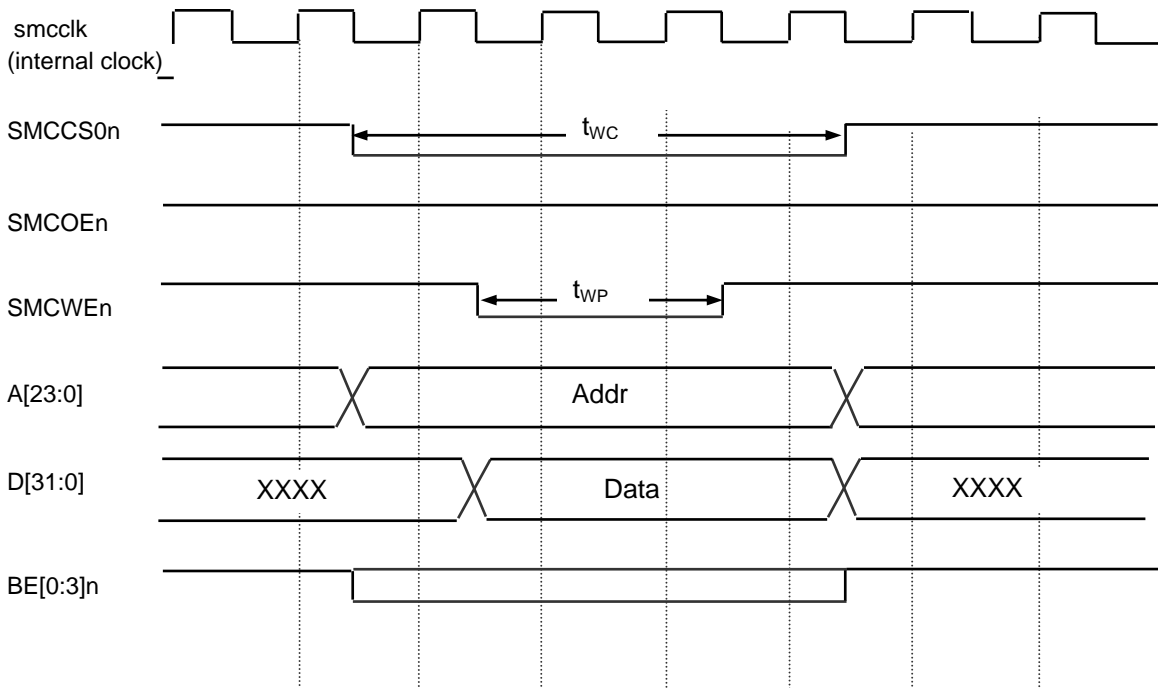 smcclk
(internal clock)
SMCCS0n
tWC
SMCOEn
SMCWEn
tWP
A[23:0]
Addr
D[31:0]
XXXX
Data
XXXX
BE[0:3]n